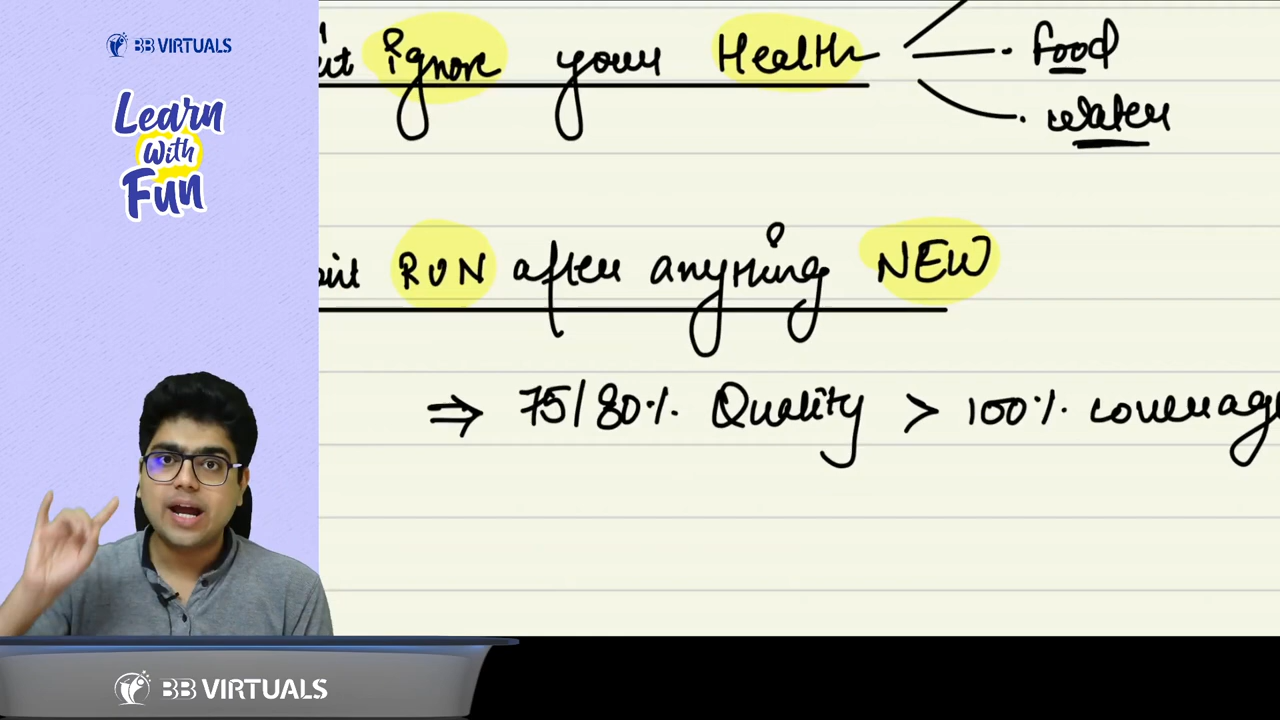 BB VIRTUALS
Learn
With
Fun
ignore your Health
. food
. water
RUN after anything NEW
⇒ 75/80% Quality > 100% coverag
BB VIRTUALS